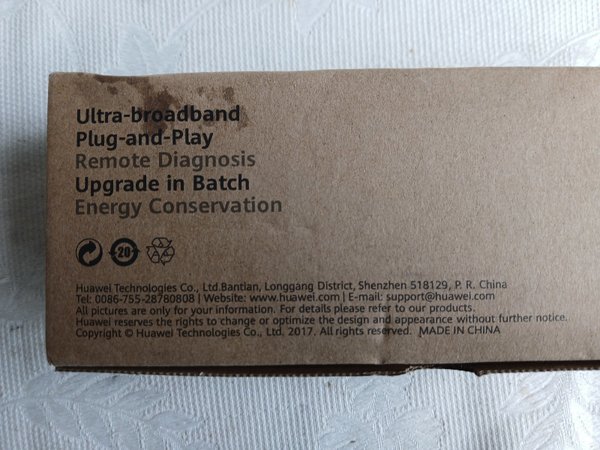 Ultra-broadband
Plug-and-Play
Remote Diagnosis
Upgrade in Batch
Energy Conservation
20
Huawei Technologies Co., Ltd.Bantian, Longgang District, Shenzhen 518129, P. R. China
Tel: 0086-755-28780808 | Website: www.huawei.com | E-mail: support@huawei.com
All pictures are only for your information. For details please refer to our products.
Huawei reserves the rights to change or optimize the design and appearance without further notice.
Copyright © Huawei Technologies Co., Ltd. 2017. All rights reserved. MADE IN CHINA